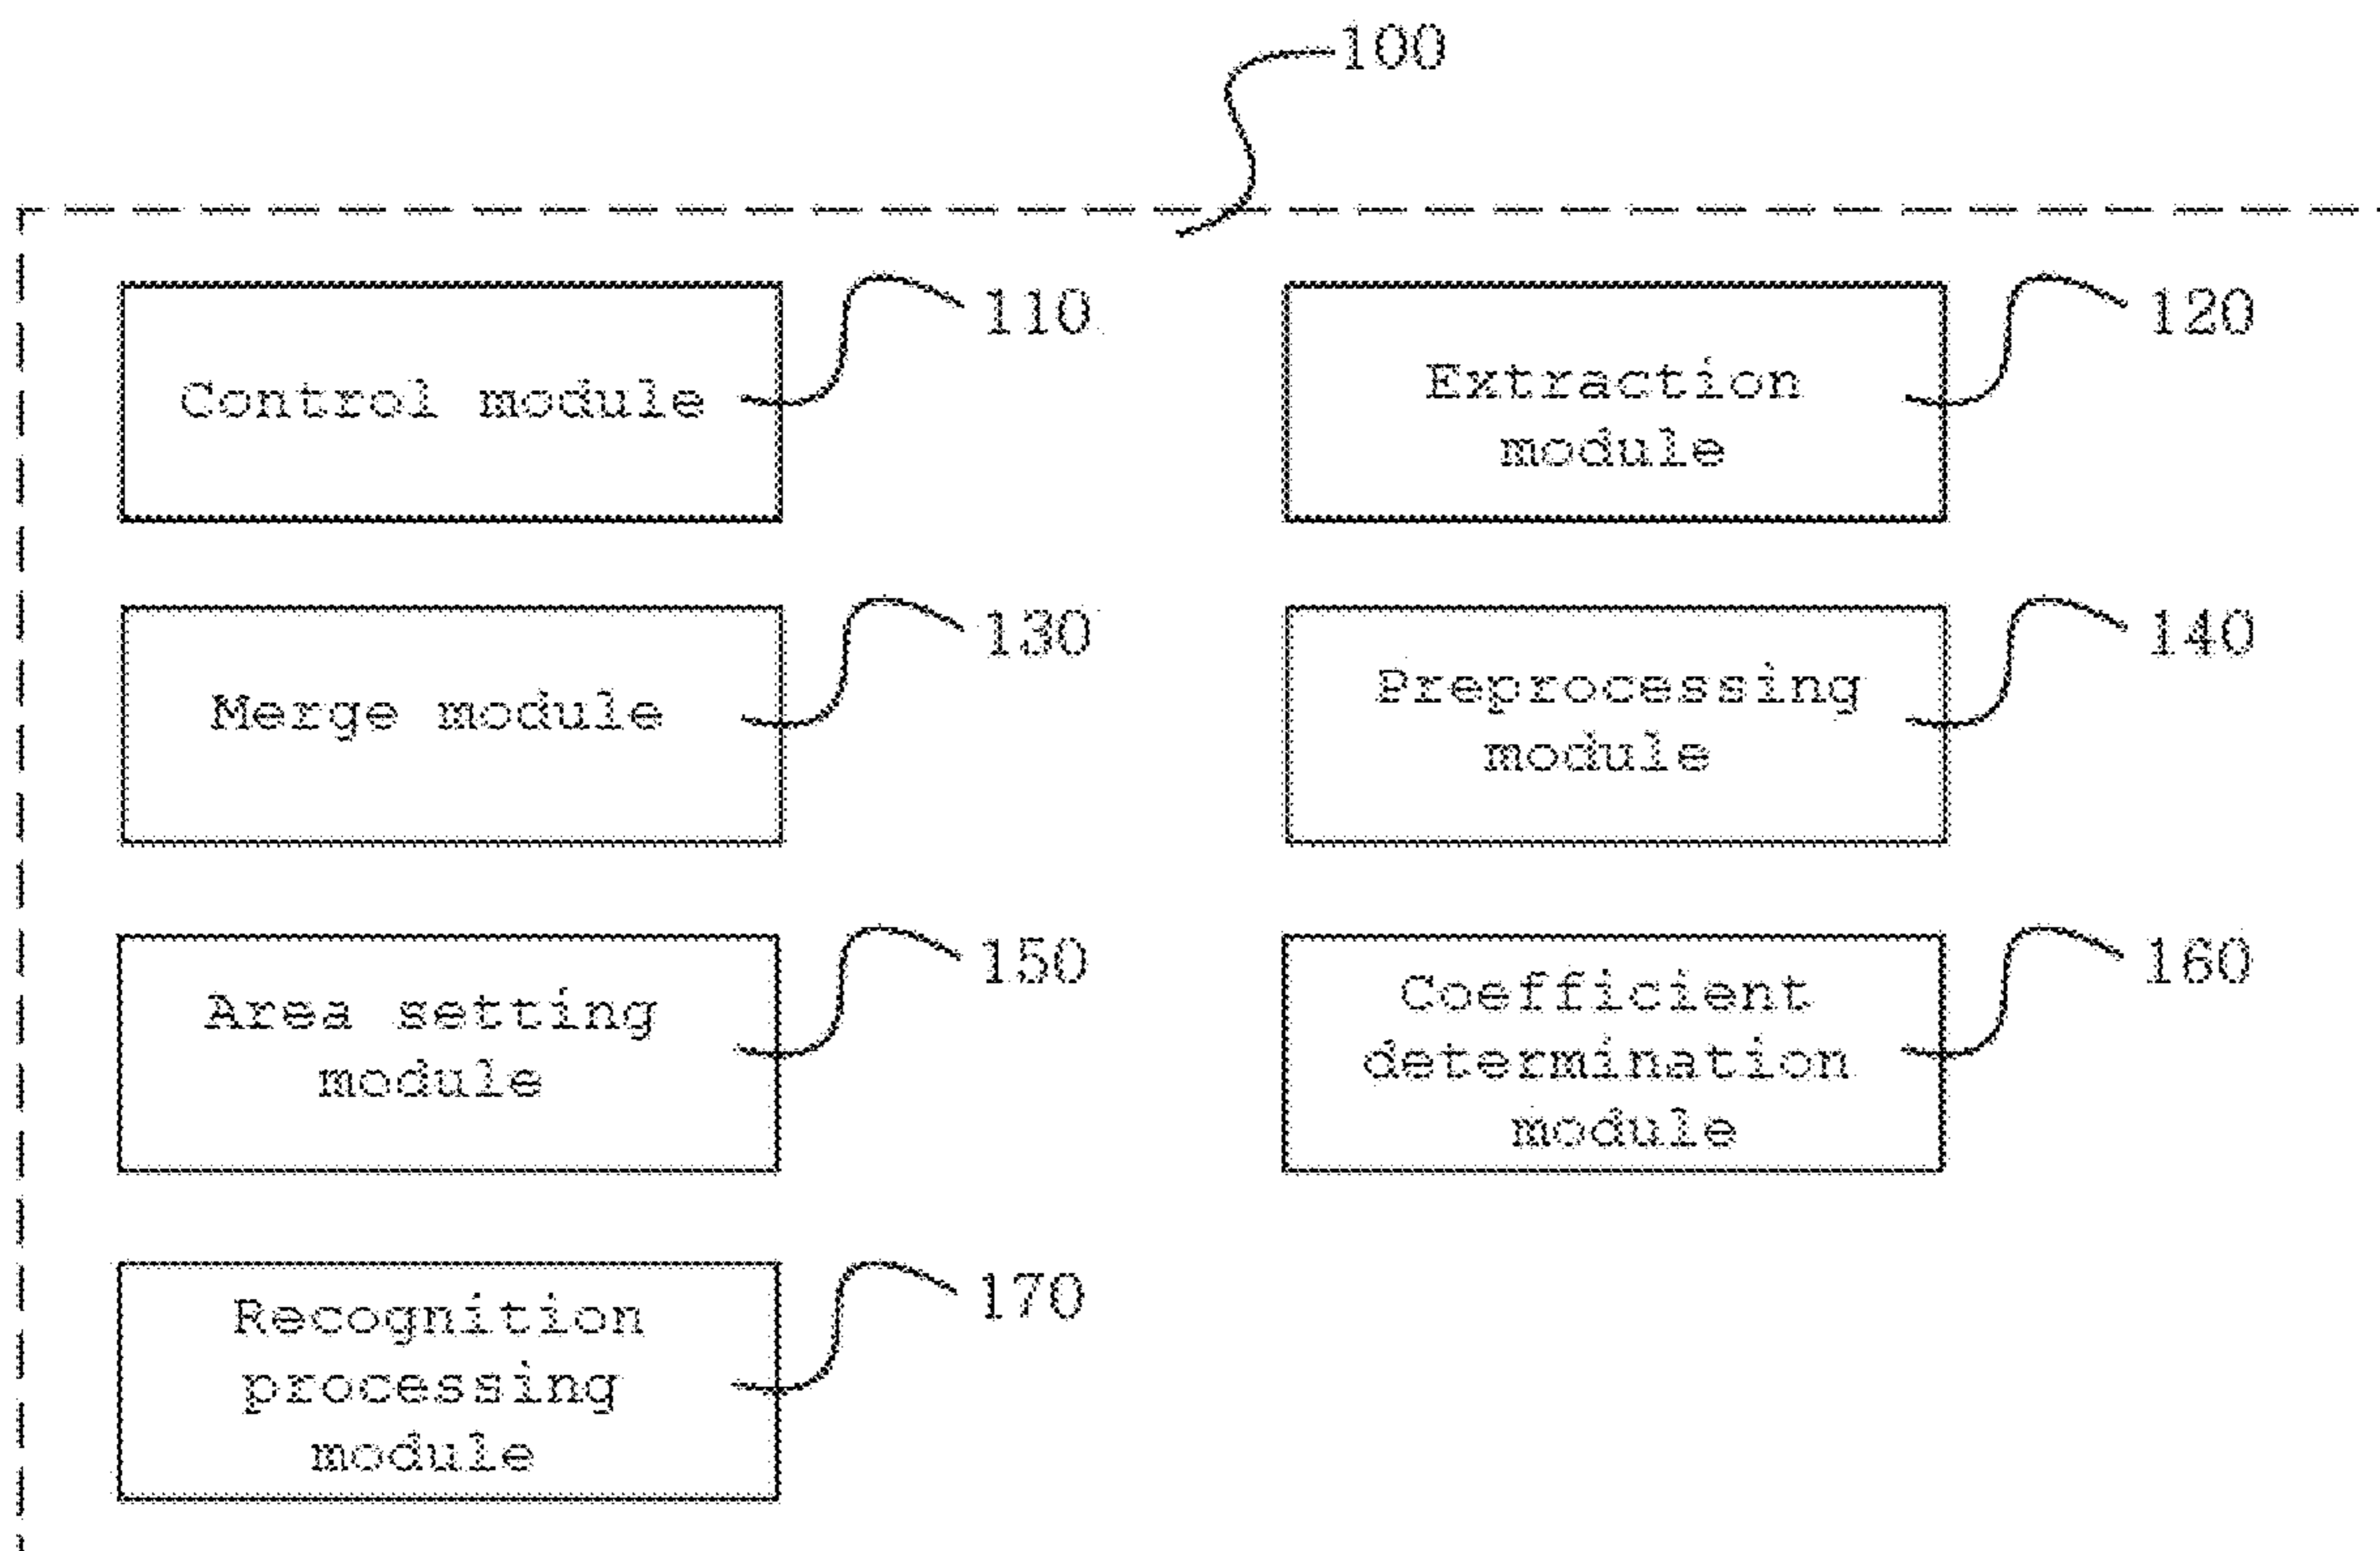 100
Control module
110
Extraction
module
120
Merge module
130
Preprocessing
module
140
Area setting
module
150
Coefficient
determination
module
160
Recognition
processing
module
170